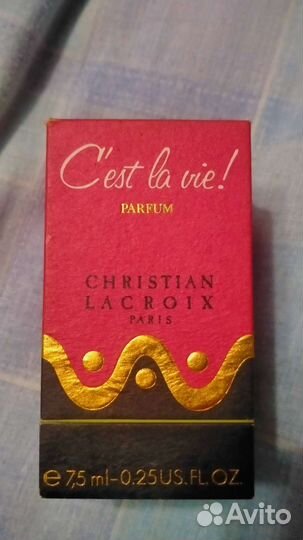 C'est la vie!
PARFUM
CHRISTIAN
LACROIX
PARIS
e 7,5 ml-0.25 US. FL. OZ.
Avito